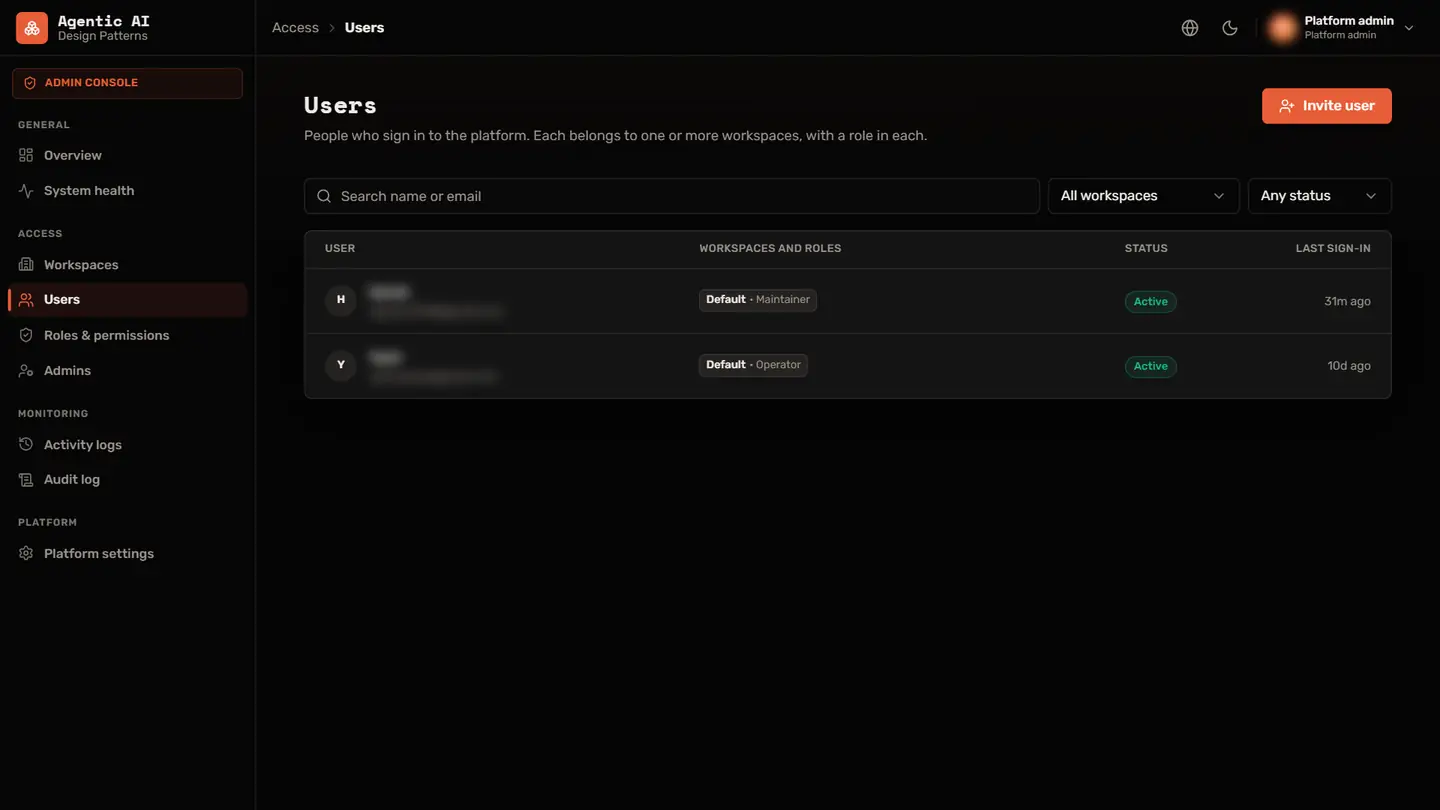 Agentic AI
Design Patterns
Access > Users
Platform admin
Platform admin
ADMIN CONSOLE
GENERAL
Overview
System health
ACCESS
Workspaces
Users
Roles & permissions
Admins
MONITORING
Activity logs
Audit log
PLATFORM
Platform settings
Users
People who sign in to the platform. Each belongs to one or more workspaces, with a role in each.
Invite user
Search name or email
All workspaces
Any status
USER WORKSPACES AND ROLES STATUS LAST SIGN-IN
H Default · Maintainer Active 31m ago
Y Default · Operator Active 10d ago